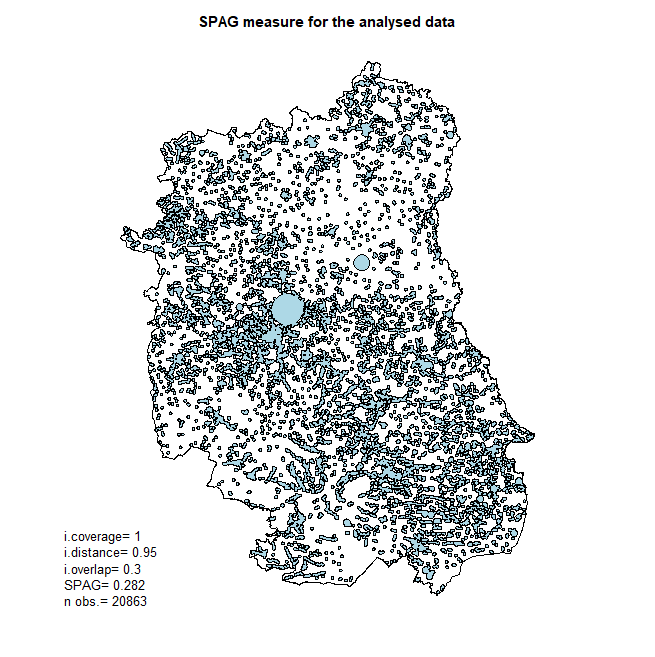 SPAG measure for the analysed data
i.coverage= 1
i.distance= 0.95
i.overlap= 0.3
SPAG= 0.282
n obs.= 20863